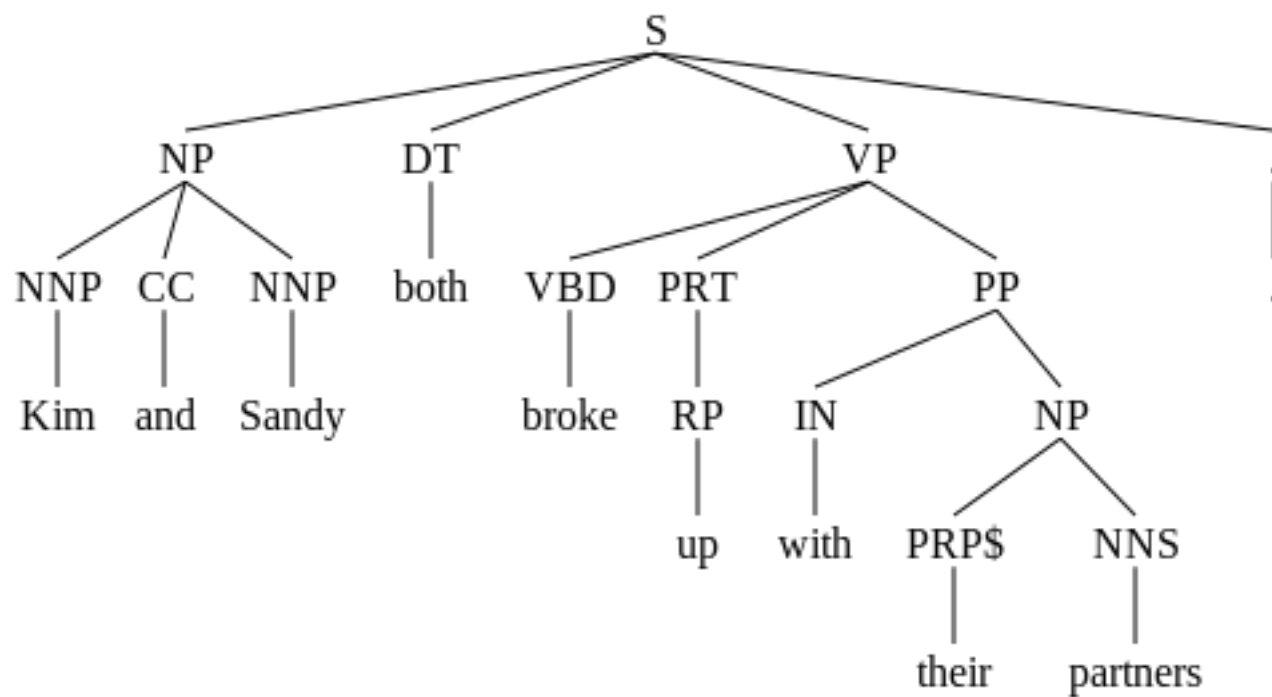 S
NP DT VP
NNP CC NNP both VBD PRT PP
Kim and Sandy broke RP IN NP
up with PRP$ NNS
their partners